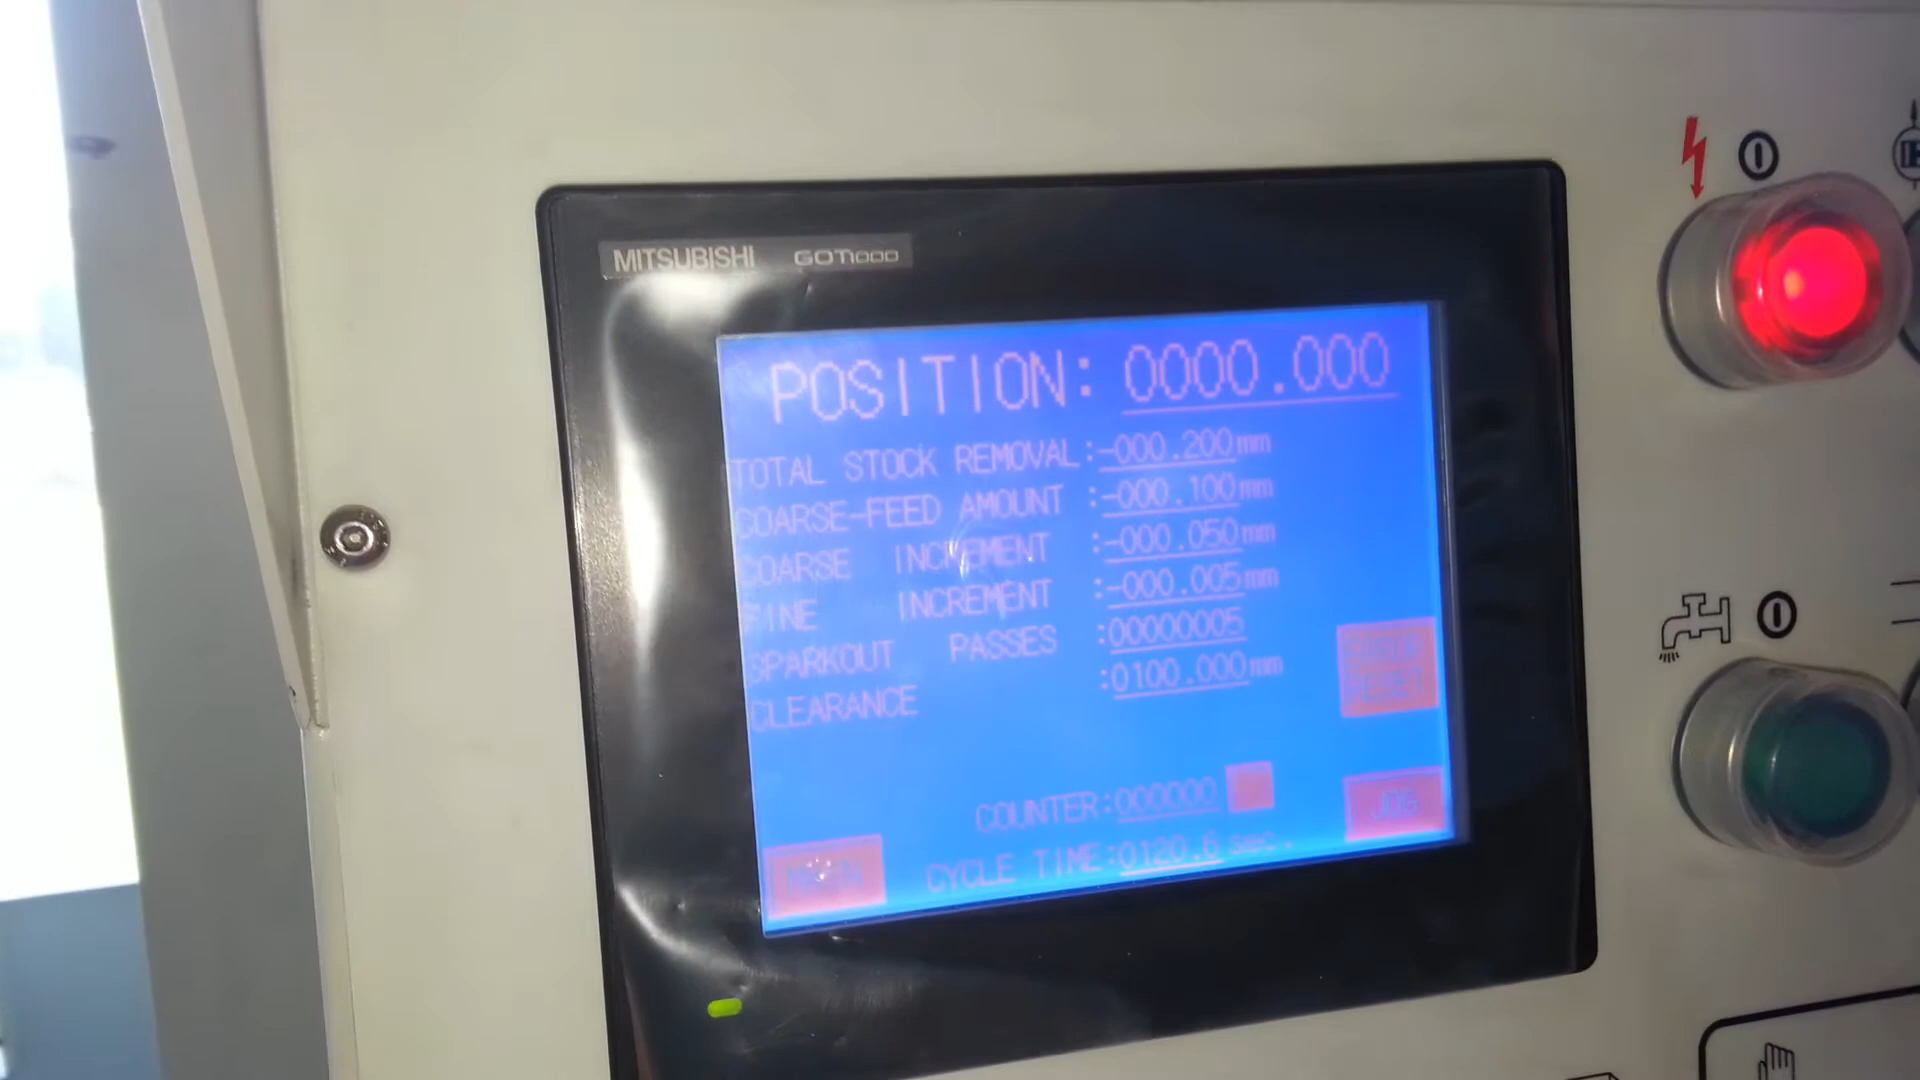 MITSUBISHI GOT1000
POSITION: 0000.000
TOTAL STOCK REMOVAL:-000.200mm
COARSE-FEED AMOUNT :-000.100mm
COARSE INCREMENT :-000.050mm
FINE INCREMENT :-000.005mm
SPARKOUT PASSES :00000005
CLEARANCE :0100.000mm
COUNTER:000000
JOG
CYCLE TIME:0120.6 sec.